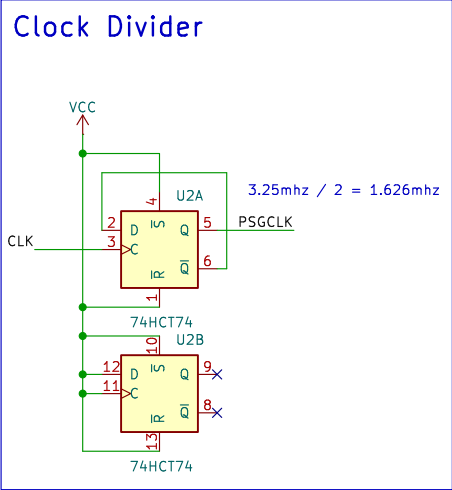 Clock Divider
VCC
4
U2A
3.25mhz / 2 = 1.626mhz
2 D S Q 5 PSGCLK
CLK 3 C
Q 6
R
1
74HCT74
10 U2B
S
12 D Q 9
11 C
Q 8
R
13
74HCT74